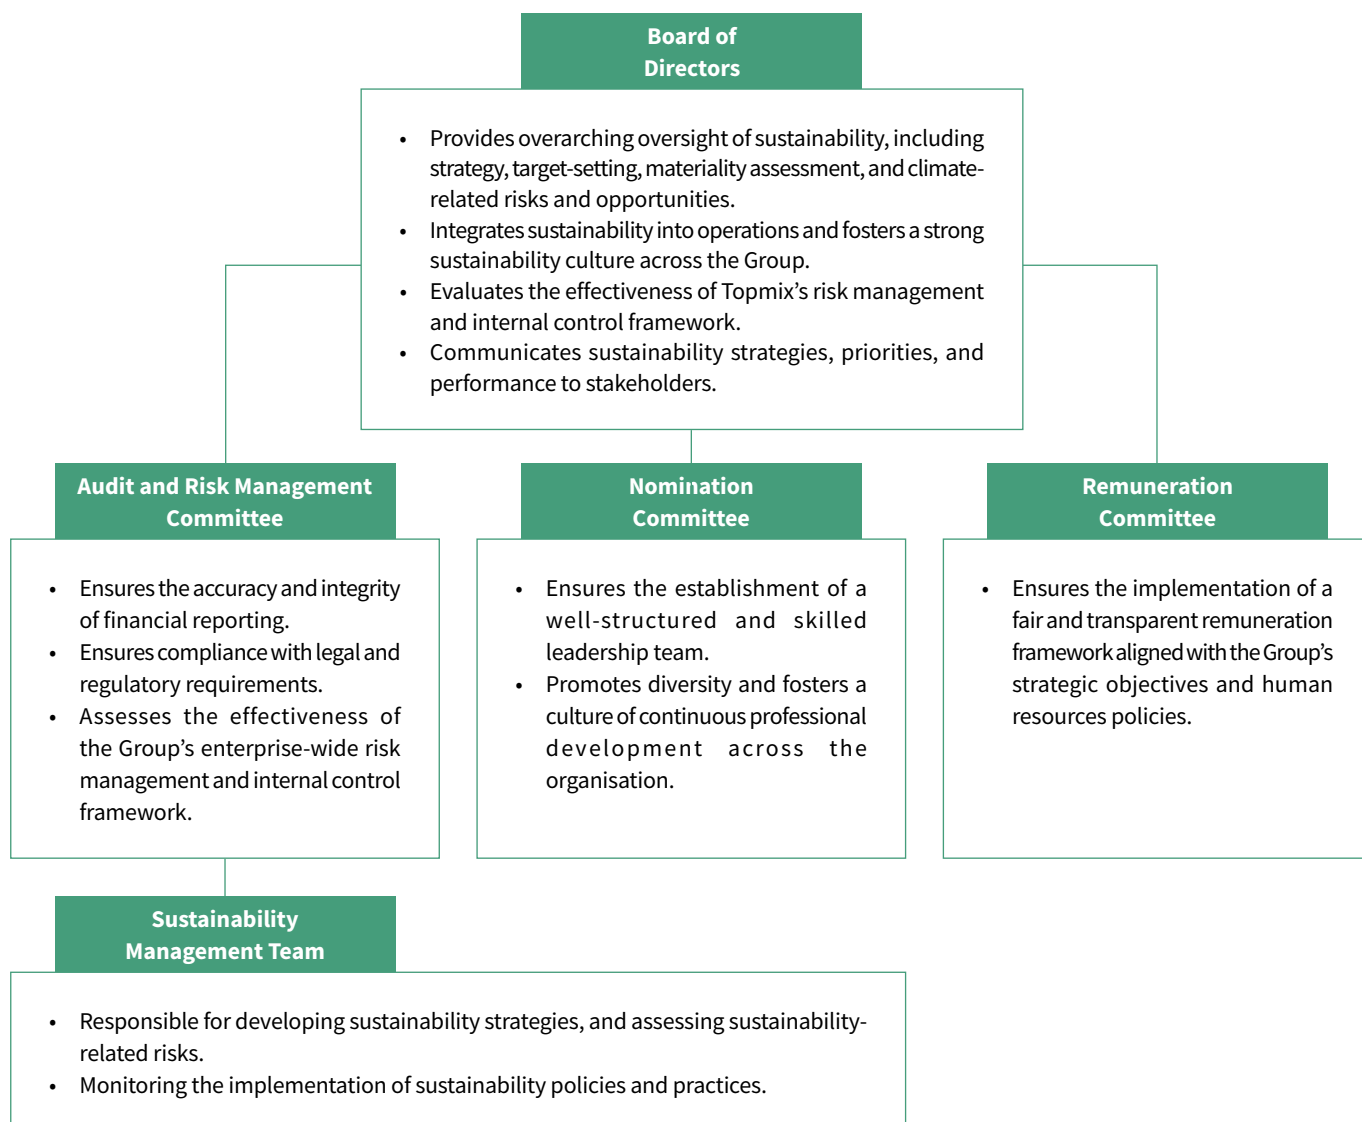 Board of
Directors
• Provides overarching oversight of sustainability, including
strategy, target-setting, materiality assessment, and climate-
related risks and opportunities.
• Integrates sustainability into operations and fosters a strong
sustainability culture across the Group.
• Evaluates the effectiveness of Topmix’s risk management
and internal control framework.
• Communicates sustainability strategies, priorities, and
performance to stakeholders.
Audit and Risk Management
Committee
• Ensures the accuracy and integrity
of financial reporting.
• Ensures compliance with legal and
regulatory requirements.
• Assesses the effectiveness of
the Group’s enterprise-wide risk
management and internal control
framework.
Nomination
Committee
• Ensures the establishment of a
well-structured and skilled
leadership team.
• Promotes diversity and fosters a
culture of continuous professional
development across the
organisation.
Remuneration
Committee
• Ensures the implementation of a
fair and transparent remuneration
framework aligned with the Group’s
strategic objectives and human
resources policies.
Sustainability
Management Team
• Responsible for developing sustainability strategies, and assessing sustainability-
related risks.
• Monitoring the implementation of sustainability policies and practices.